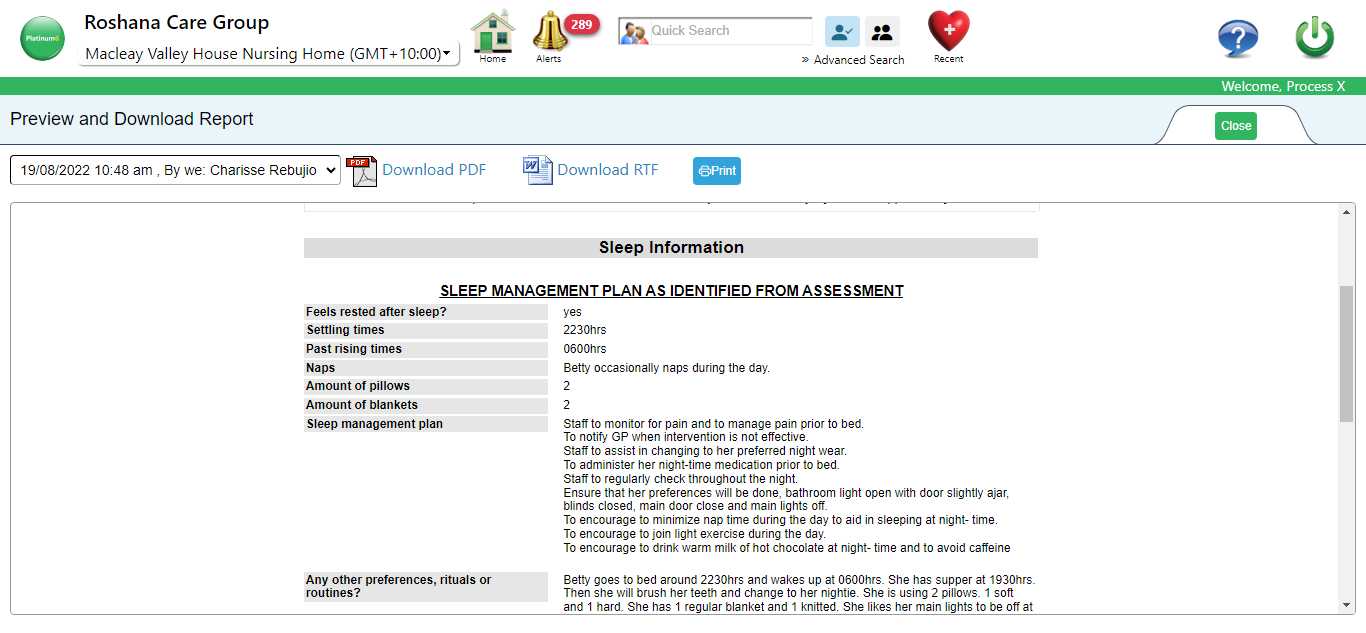 Platinum5
Roshana Care Group
Macleay Valley House Nursing Home (GMT+10:00)
Home
Alerts
289
Quick Search
» Advanced Search
Recent
?
Welcome, Process X
Preview and Download Report
Close
19/08/2022 10:48 am , By we: Charisse Rebujio
PDF
Download PDF
W
Download RTF
Print
Sleep Information
SLEEP MANAGEMENT PLAN AS IDENTIFIED FROM ASSESSMENT
Feels rested after sleep? yes
Settling times 2230hrs
Past rising times 0600hrs
Naps Betty occasionally naps during the day.
Amount of pillows 2
Amount of blankets 2
Sleep management plan Staff to monitor for pain and to manage pain prior to bed.
To notify GP when intervention is not effective.
Staff to assist in changing to her preferred night wear.
To administer her night-time medication prior to bed.
Staff to regularly check throughout the night.
Ensure that her preferences will be done, bathroom light open with door slightly ajar,
blinds closed, main door close and main lights off.
To encourage to minimize nap time during the day to aid in sleeping at night- time.
To encourage to join light exercise during the day.
To encourage to drink warm milk of hot chocolate at night- time and to avoid caffeine
Any other preferences, rituals or Betty goes to bed around 2230hrs and wakes up at 0600hrs. She has supper at 1930hrs.
routines? Then she will brush her teeth and change to her nightie. She is using 2 pillows. 1 soft
and 1 hard. She has 1 regular blanket and 1 knitted. She likes her main lights to be off at